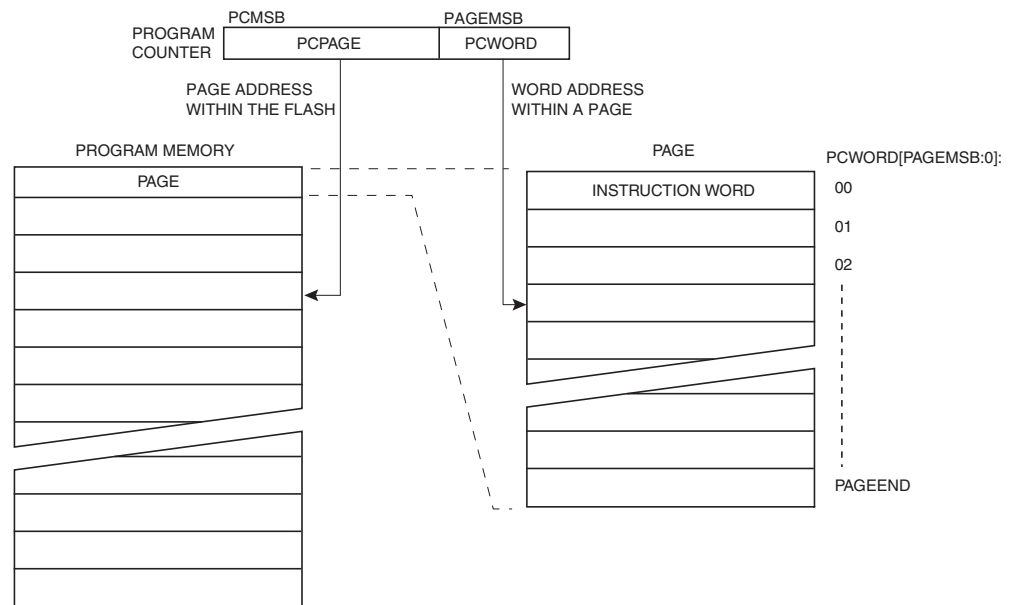 PCMSB
PAGEMSB
PROGRAM
COUNTER
PCPAGE
PCWORD
PAGE ADDRESS
WITHIN THE FLASH
WORD ADDRESS
WITHIN A PAGE
PROGRAM MEMORY
PAGE
PAGE
PCWORD[PAGEMSB:0]:
INSTRUCTION WORD
00
01
02
PAGEEND